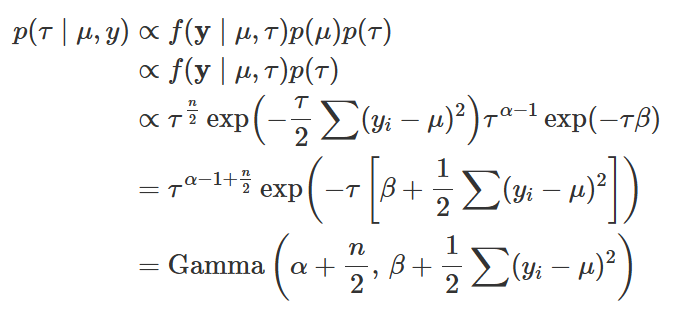 p(τ | μ, y) ∝ f(𝐲 | μ, τ)p(μ)p(τ)
∝ f(𝐲 | μ, τ)p(τ)
∝ τ^{n/2} exp(−τ/2 ∑(y_i − μ)²)τ^{α−1} exp(−τβ)
= τ^{α−1+n/2} exp(−τ[β + 1/2 ∑(y_i − μ)²])
= Gamma(α + n/2, β + 1/2 ∑(y_i − μ)²)